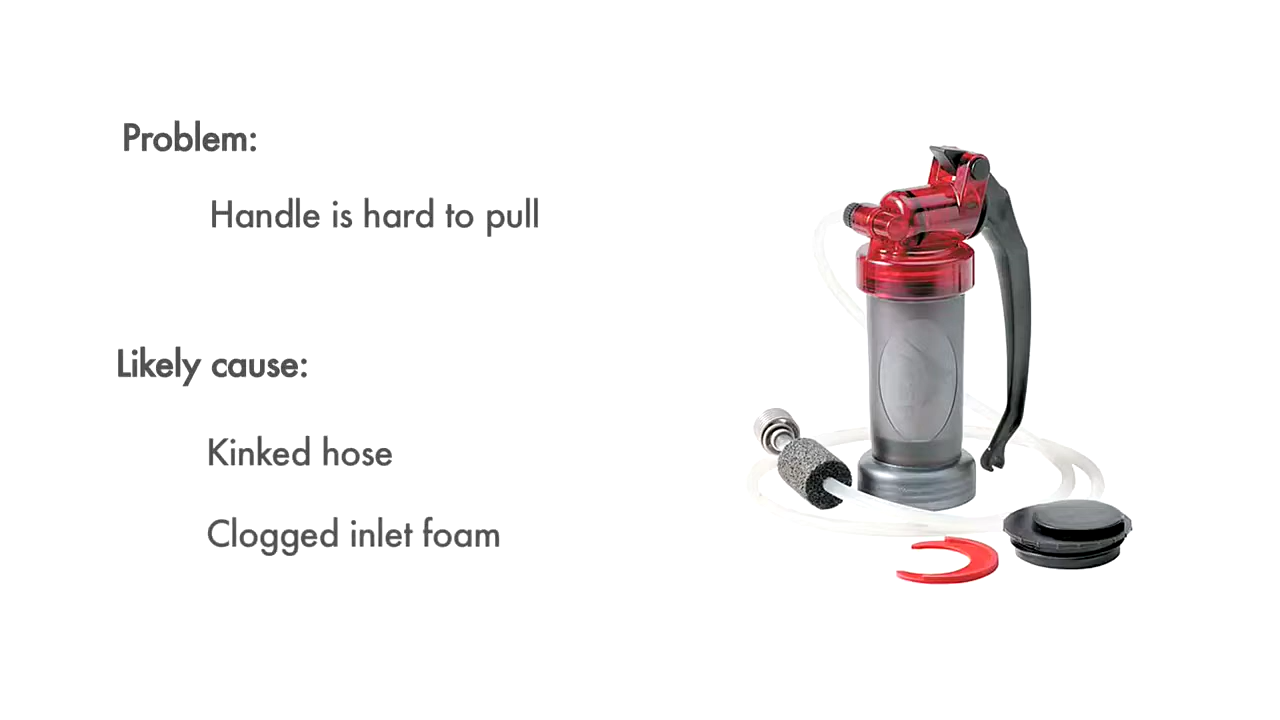 Problem:
Handle is hard to pull
Likely cause:
Kinked hose
Clogged inlet foam